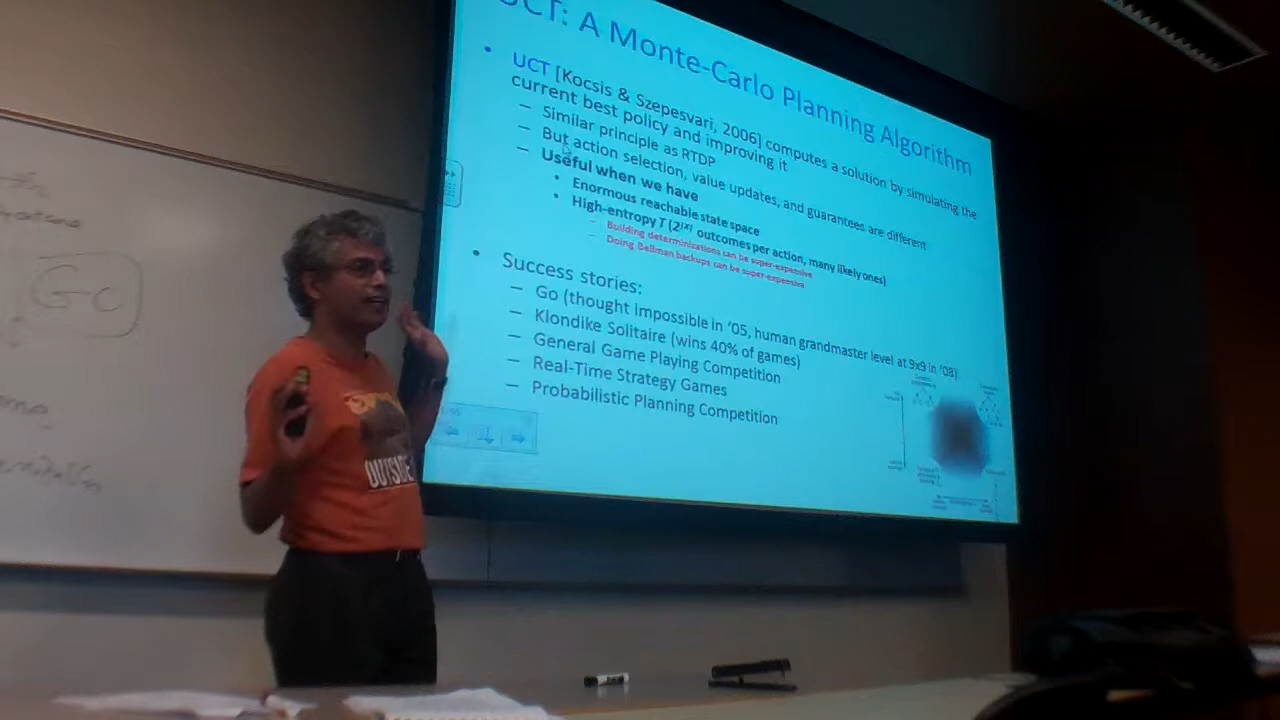 UCT: A Monte-Carlo Planning Algorithm
• UCT [Kocsis & Szepesvari, 2006] computes a solution by simulating the
current best policy and improving it
– Similar principle as RTDP
– But action selection, value updates, and guarantees are different
– Useful when we have
• Enormous reachable state space
• High-entropy T (2^|X| outcomes per action, many likely ones)
– Building determinizations can be super-expensive
– Doing Bellman backups can be super-expensive
• Success stories:
– Go (thought Impossible in '05, human grandmaster level at 9x9 in '08)
– Klondike Solitaire (wins 40% of games)
– General Game Playing Competition
– Real-Time Strategy Games
– Probabilistic Planning Competition
GC
OUTSIDE